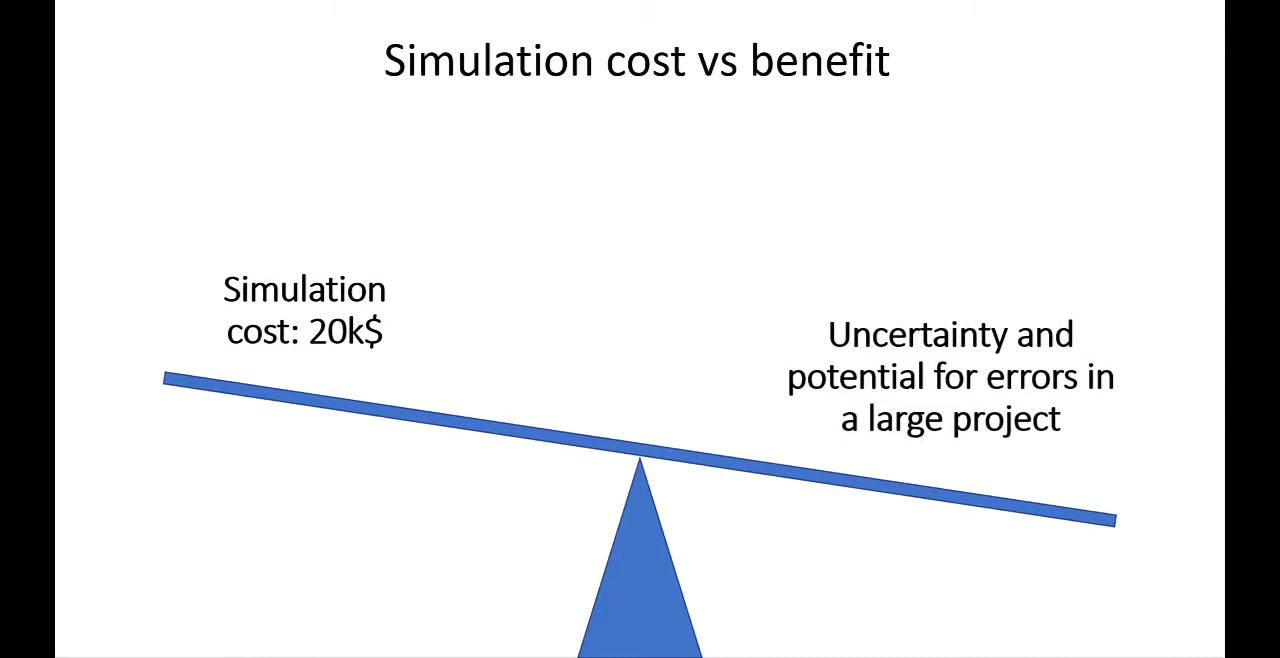 Simulation cost vs benefit
Simulation
cost: 20k$
Uncertainty and
potential for errors in
a large project